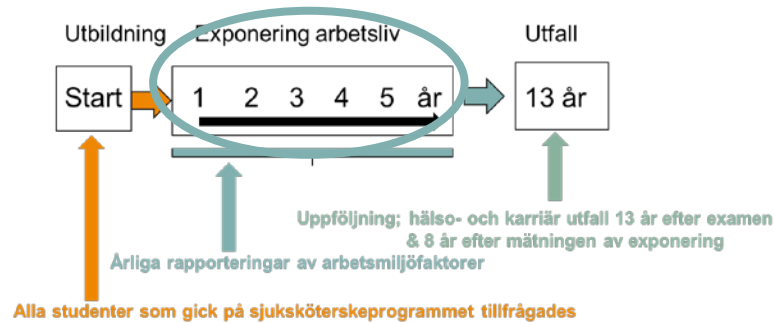 Utbildning Exponering arbetsliv Utfall
Start 1 2 3 4 5 år 13 år
Uppföljning; hälso- och karriär utfall 13 år efter examen
& 8 år efter mätningen av exponering
Årliga rapporteringar av arbetsmiljöfaktorer
Alla studenter som gick på sjuksköterskeprogrammet tillfrågades